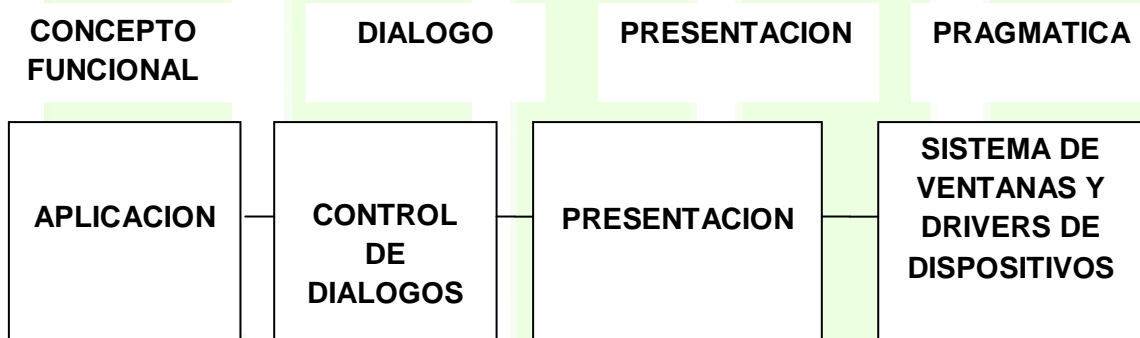 CONCEPTO
FUNCIONAL
DIALOGO
PRESENTACION
PRAGMATICA
APLICACION
CONTROL
DE
DIALOGOS
PRESENTACION
SISTEMA DE
VENTANAS Y
DRIVERS DE
DISPOSITIVOS